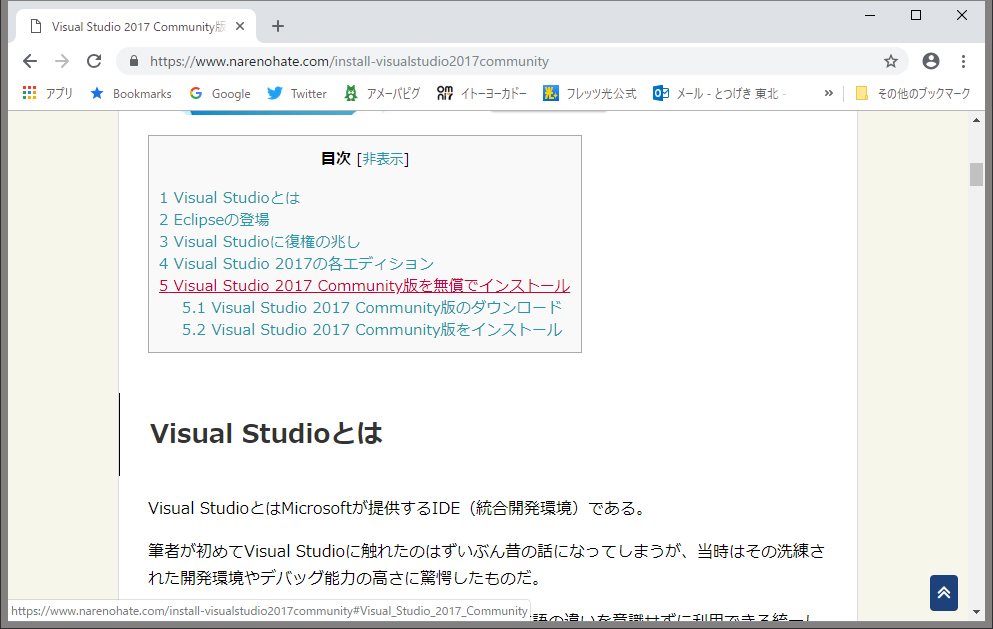 Visual Studio 2017 Community版
https://www.narenohate.com/install-visualstudio2017community
アプリ Bookmarks Google Twitter アメーバピグ イトーヨーカドー フレッツ光公式 メール - とつげき 東北 - » その他のブックマーク
目次 [非表示]
1 Visual Studioとは
2 Eclipseの登場
3 Visual Studioに復権の兆し
4 Visual Studio 2017の各エディション
5 Visual Studio 2017 Community版を無償でインストール
5.1 Visual Studio 2017 Community版のダウンロード
5.2 Visual Studio 2017 Community版をインストール
Visual Studioとは
Visual StudioとはMicrosoftが提供するIDE（統合開発環境）である。
筆者が初めてVisual Studioに触れたのはずいぶん昔の話になってしまうが、当時はその洗練さ
れた開発環境やデバッグ能力の高さに驚愕したものだ。
語の違いを意識せずに利用できる統一し
https://www.narenohate.com/install-visualstudio2017community#Visual_Studio_2017_Community